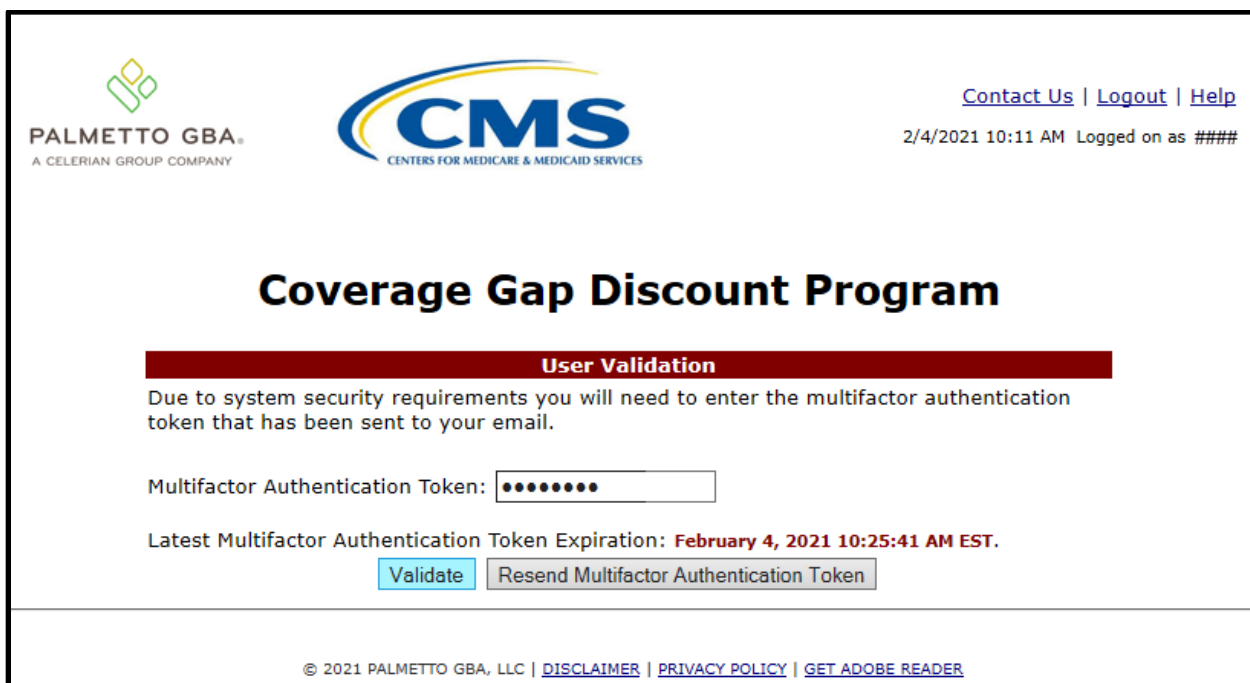 PALMETTO GBA®
A CELERIAN GROUP COMPANY
CMS
CENTERS FOR MEDICARE & MEDICAID SERVICES
Contact Us | Logout | Help
2/4/2021 10:11 AM Logged on as ####
Coverage Gap Discount Program
User Validation
Due to system security requirements you will need to enter the multifactor authentication
token that has been sent to your email.
Multifactor Authentication Token: ••••••••
Latest Multifactor Authentication Token Expiration: February 4, 2021 10:25:41 AM EST.
Validate Resend Multifactor Authentication Token
© 2021 PALMETTO GBA, LLC | DISCLAIMER | PRIVACY POLICY | GET ADOBE READER